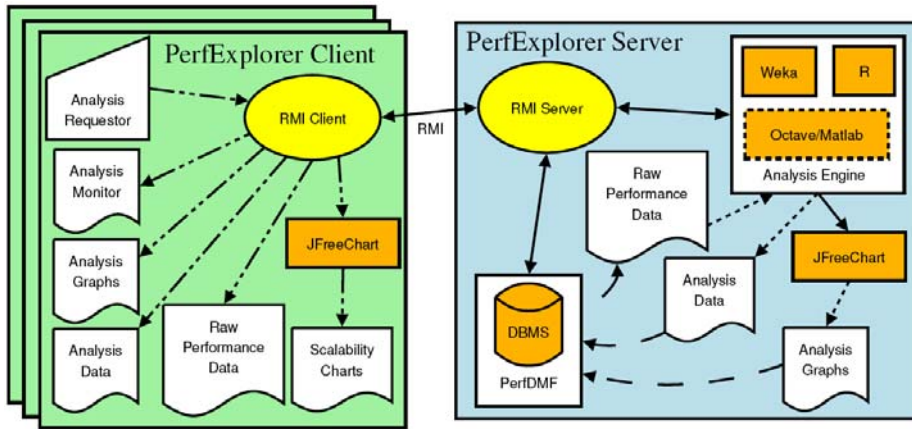 PerfExplorer Client
Analysis
Requestor
RMI Client
Analysis
Monitor
Analysis
Graphs
JFreeChart
Analysis
Data
Raw
Performance
Data
Scalability
Charts
RMI
PerfExplorer Server
RMI Server
Weka
R
Octave/Matlab
Analysis Engine
Raw
Performance
Data
JFreeChart
Analysis
Data
DBMS
PerfDMF
Analysis
Graphs